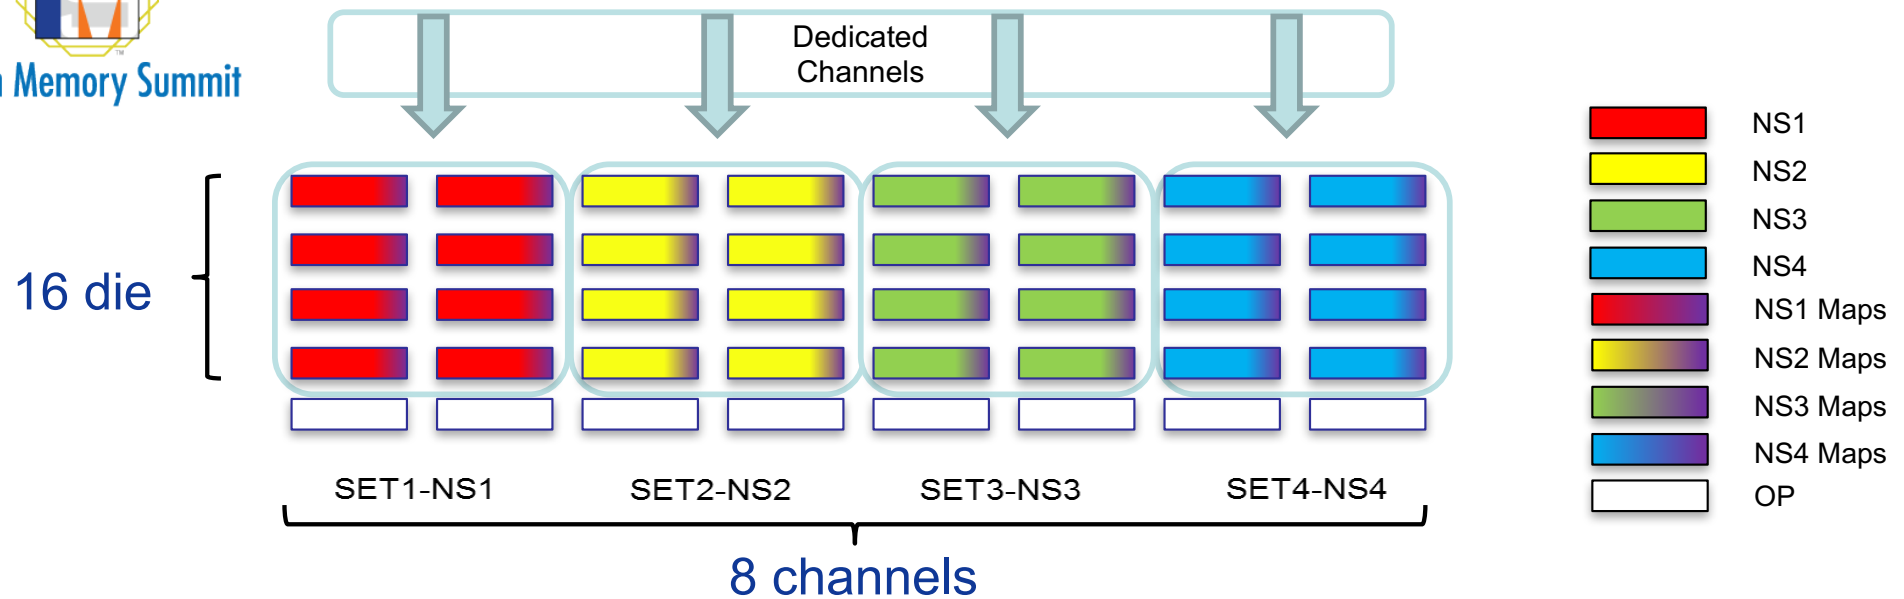 Memory Summit
TM
Dedicated
Channels
16 die
SET1-NS1
SET2-NS2
SET3-NS3
SET4-NS4
8 channels
NS1
NS2
NS3
NS4
NS1 Maps
NS2 Maps
NS3 Maps
NS4 Maps
OP